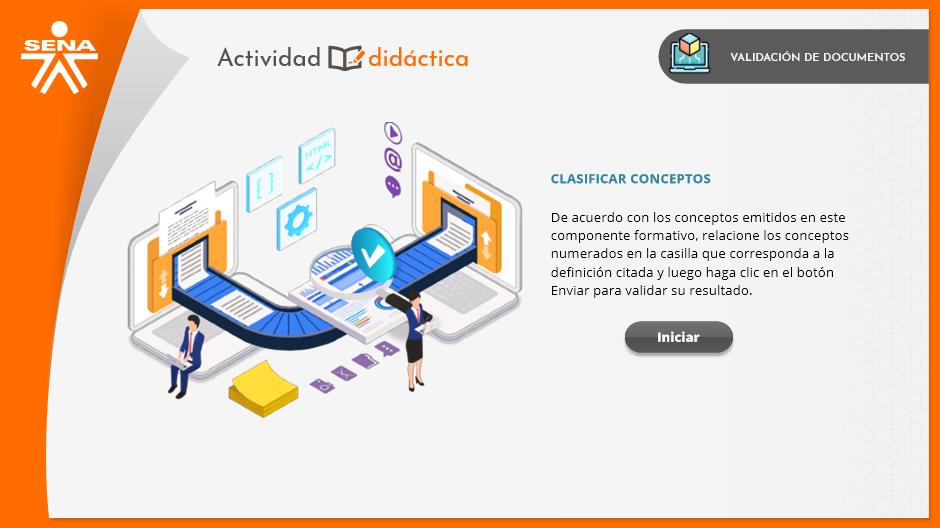 SENA
Actividad didáctica
VALIDACIÓN DE DOCUMENTOS
HTML
</>
{ }
@
CLASIFICAR CONCEPTOS
De acuerdo con los conceptos emitidos en este
componente formativo, relacione los conceptos
numerados en la casilla que corresponda a la
definición citada y luego haga clic en el botón
Enviar para validar su resultado.
Iniciar